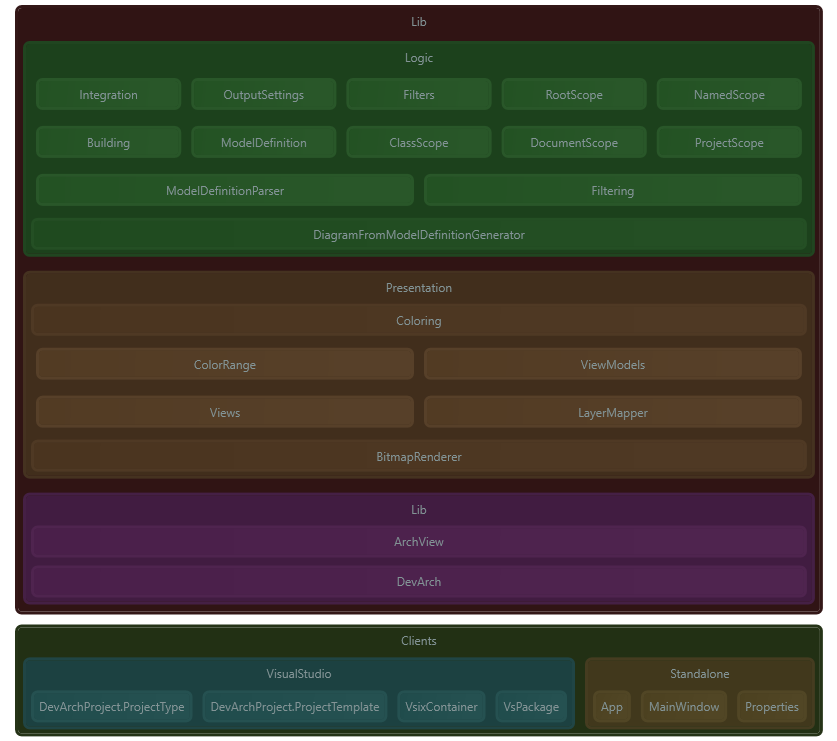 Lib
Logic
Integration OutputSettings Filters RootScope NamedScope
Building ModelDefinition ClassScope DocumentScope ProjectScope
ModelDefinitionParser Filtering
DiagramFromModelDefinitionGenerator
Presentation
Coloring
ColorRange ViewModels
Views LayerMapper
BitmapRenderer
Lib
ArchView
DevArch
Clients
VisualStudio Standalone
DevArchProject.ProjectType DevArchProject.ProjectTemplate VsixContainer VsPackage App MainWindow Properties